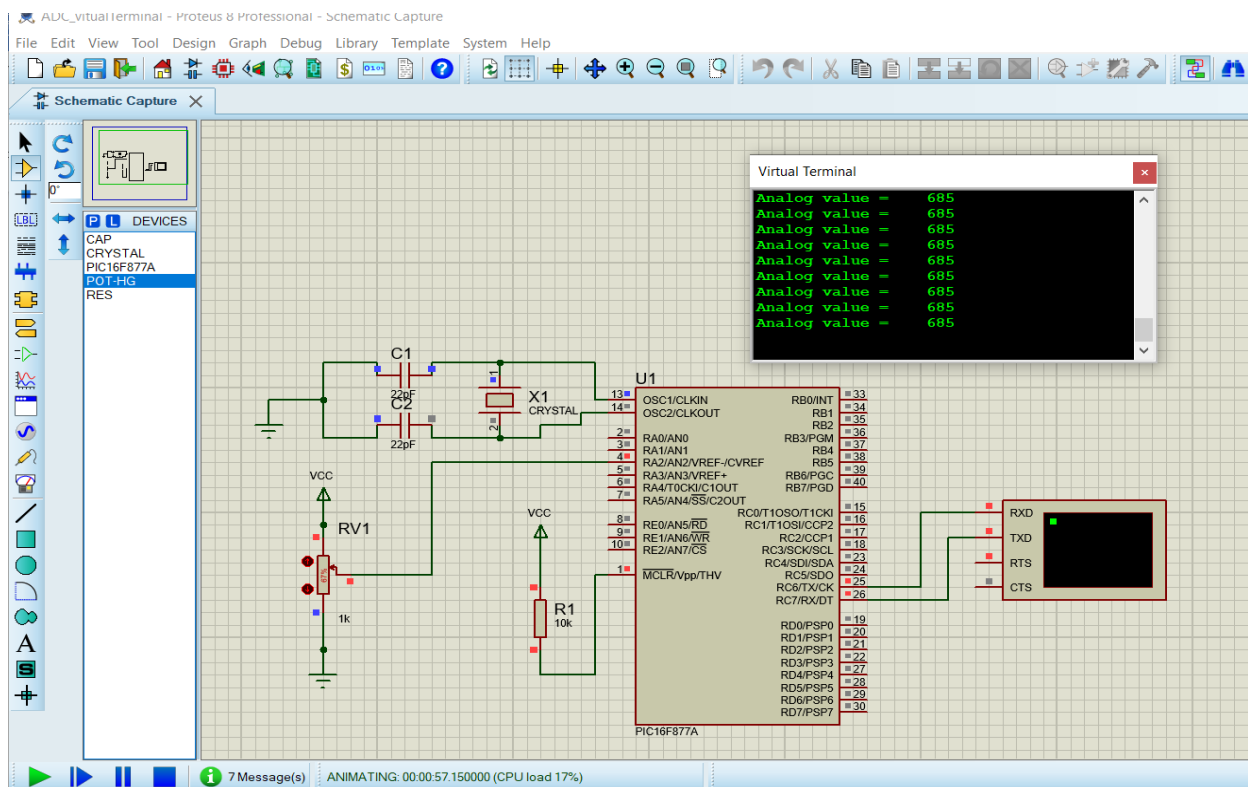 ADC_vitualTerminal - Proteus 8 Professional - Schematic Capture
File Edit View Tool Design Graph Debug Library Template System Help
Schematic Capture
0°
P L DEVICES
CAP
CRYSTAL
PIC16F877A
POT-HG
RES
LBL
A
S
Virtual Terminal
Analog value = 685
Analog value = 685
Analog value = 685
Analog value = 685
Analog value = 685
Analog value = 685
Analog value = 685
Analog value = 685
Analog value = 685
C1
22pF
C2
22pF
X1
CRYSTAL
1
2
VCC
RV1
67%
1k
VCC
R1
10k
U1
13 OSC1/CLKIN
14 OSC2/CLKOUT
2 RA0/AN0
3 RA1/AN1
4 RA2/AN2/VREF-/CVREF
5 RA3/AN3/VREF+
6 RA4/T0CKI/C1OUT
7 RA5/AN4/SS/C2OUT
8 RE0/AN5/RD
9 RE1/AN6/WR
10 RE2/AN7/CS
1 MCLR/Vpp/THV
RB0/INT 33
RB1 34
RB2 35
RB3/PGM 36
RB4 37
RB5 38
RB6/PGC 39
RB7/PGD 40
RC0/T1OSO/T1CKI 15
RC1/T1OSI/CCP2 16
RC2/CCP1 17
RC3/SCK/SCL 18
RC4/SDI/SDA 23
RC5/SDO 24
RC6/TX/CK 25
RC7/RX/DT 26
RD0/PSP0 19
RD1/PSP1 20
RD2/PSP2 21
RD3/PSP3 22
RD4/PSP4 27
RD5/PSP5 28
RD6/PSP6 29
RD7/PSP7 30
PIC16F877A
RXD
TXD
RTS
CTS
7 Message(s)
ANIMATING: 00:00:57.150000 (CPU load 17%)